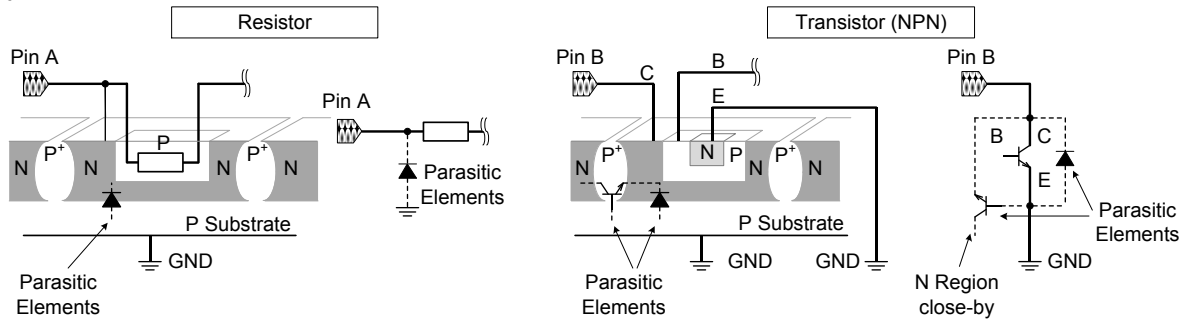 Resistor
Pin A
N
P+
N
P
N
P+
N
P Substrate
GND
Parasitic
Elements
Pin A
Parasitic
Elements
Transistor (NPN)
Pin B
C
B
E
N
P+
N
N
P
N
P+
N
P Substrate
GND
GND
Parasitic
Elements
Pin B
B
C
E
Parasitic
Elements
GND
N Region
close-by